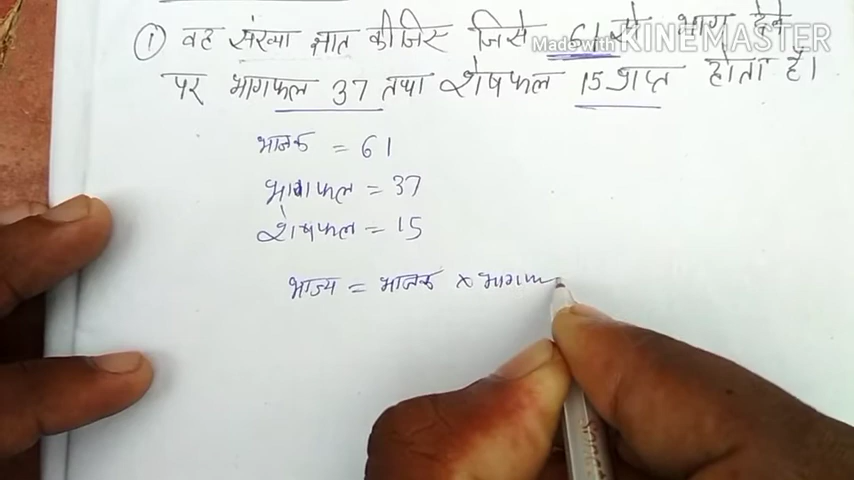 ① वह संख्या ज्ञात कीजिए जिसे 61 से भाग देने
Made with KINEMASTER
पर भागफल 37 तथा शेषफल 15 प्राप्त होता है।
भाजक = 61
भागफल = 37
शेषफल = 15
भाज्य = भाजक × भागफ